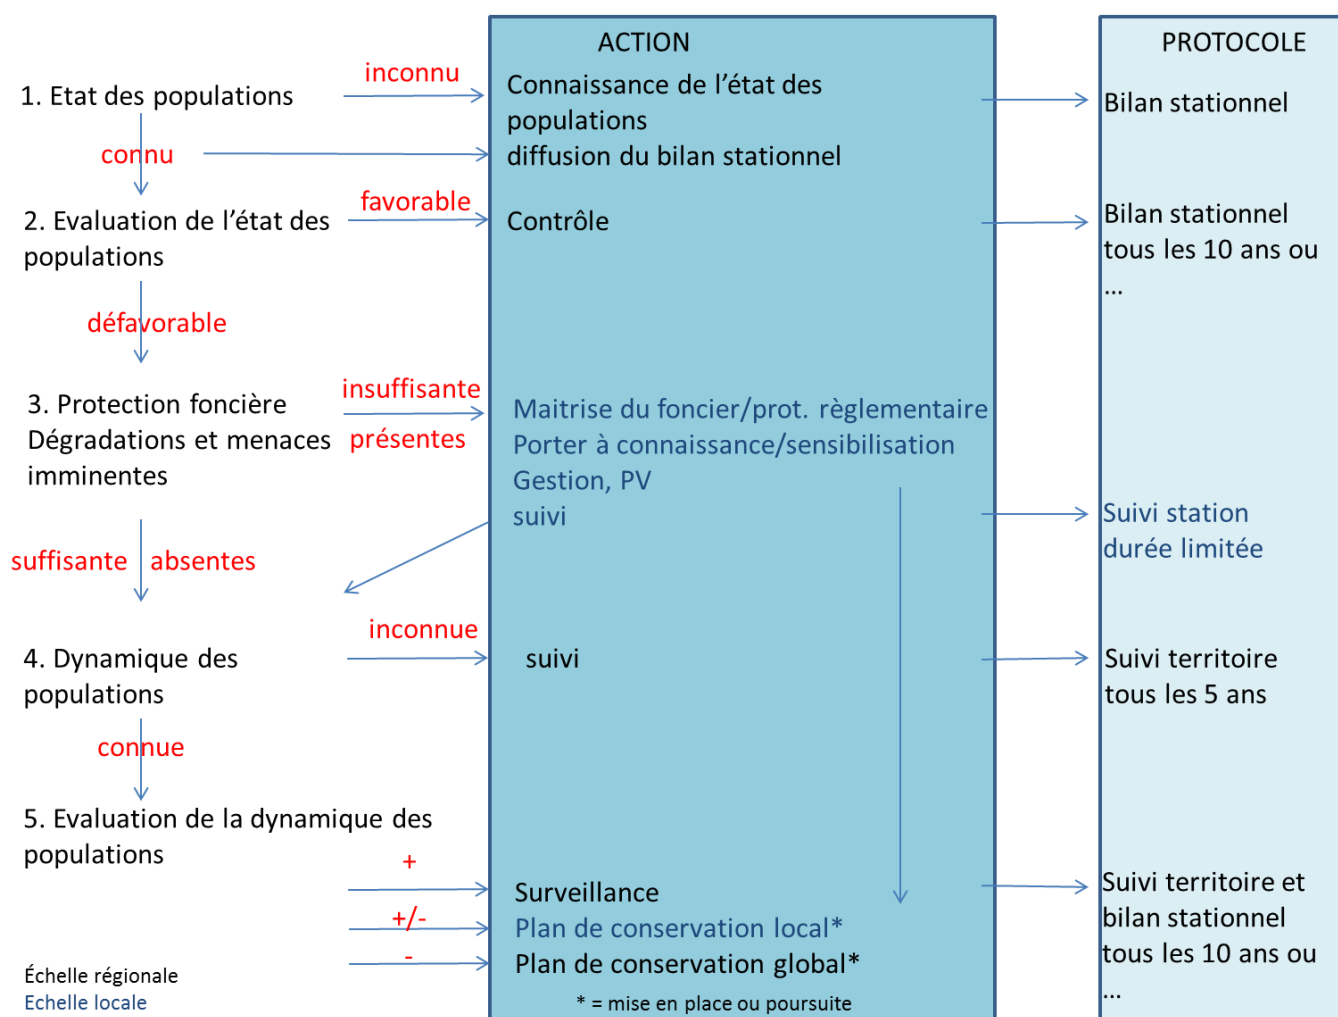 ACTION
PROTOCOLE
1. Etat des populations
inconnu
Connaissance de l’état des
populations
Bilan stationnel
connu
diffusion du bilan stationnel
2. Evaluation de l’état des
populations
favorable
Contrôle
Bilan stationnel
tous les 10 ans ou
...
défavorable
3. Protection foncière
Dégradations et menaces
imminentes
insuffisante
présentes
Maitrise du foncier/prot. règlementaire
Porter à connaissance/sensibilisation
Gestion, PV
suivi
Suivi station
durée limitée
suffisante
absentes
4. Dynamique des
populations
inconnue
suivi
Suivi territoire
tous les 5 ans
connue
5. Evaluation de la dynamique des
populations
+
Surveillance
+/-
Plan de conservation local*
-
Plan de conservation global*
Suivi territoire et
bilan stationnel
tous les 10 ans ou
...
Échelle régionale
Echelle locale
* = mise en place ou poursuite